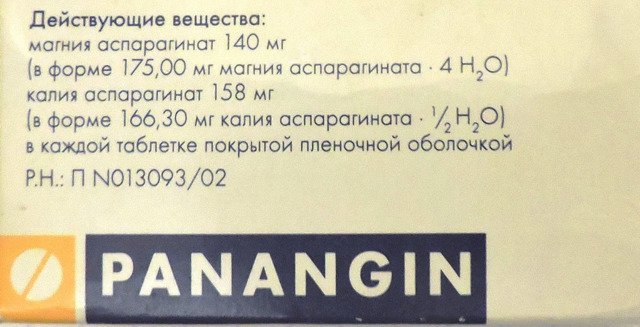 Действующие вещества:
магния аспарагинат 140 мг
(в форме 175,00 мг магния аспарагината · 4 H₂O)
калия аспарагинат 158 мг
(в форме 166,30 мг калия аспарагината · ½ H₂O)
в каждой таблетке покрытой пленочной оболочкой
Р.Н.: П N013093/02
PANANGIN